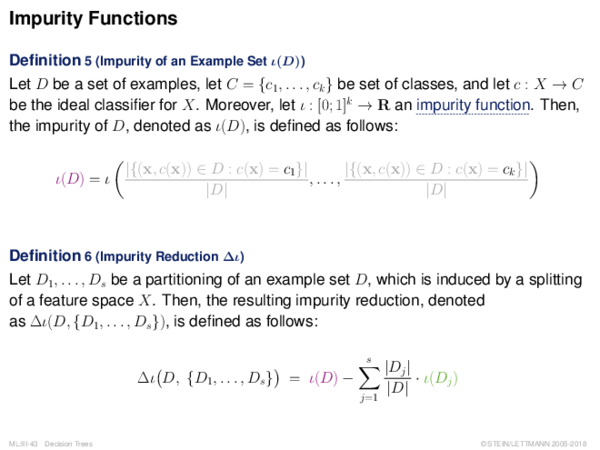 Impurity Functions
Definition 5 (Impurity of an Example Set ι(D))
Let D be a set of examples, let C = {c₁, . . . , cₖ} be set of classes, and let c : X → C
be the ideal classifier for X. Moreover, let ι : [0; 1]ᵏ → R an impurity function. Then,
the impurity of D, denoted as ι(D), is defined as follows:
ι(D) = ι ( |{(x, c(x)) ∈ D : c(x) = c₁}| / |D| , . . . , |{(x, c(x)) ∈ D : c(x) = cₖ}| / |D| )
Definition 6 (Impurity Reduction Δι)
Let D₁, . . . , Dₛ be a partitioning of an example set D, which is induced by a splitting
of a feature space X. Then, the resulting impurity reduction, denoted
as Δι(D, {D₁, . . . , Dₛ}), is defined as follows:
Δι(D, {D₁, . . . , Dₛ}) = ι(D) − ∑ⱼ₌₁ˢ |Dⱼ| / |D| · ι(Dⱼ)
ML:III-43 Decision Trees © STEIN/LETTMANN 2005-2018